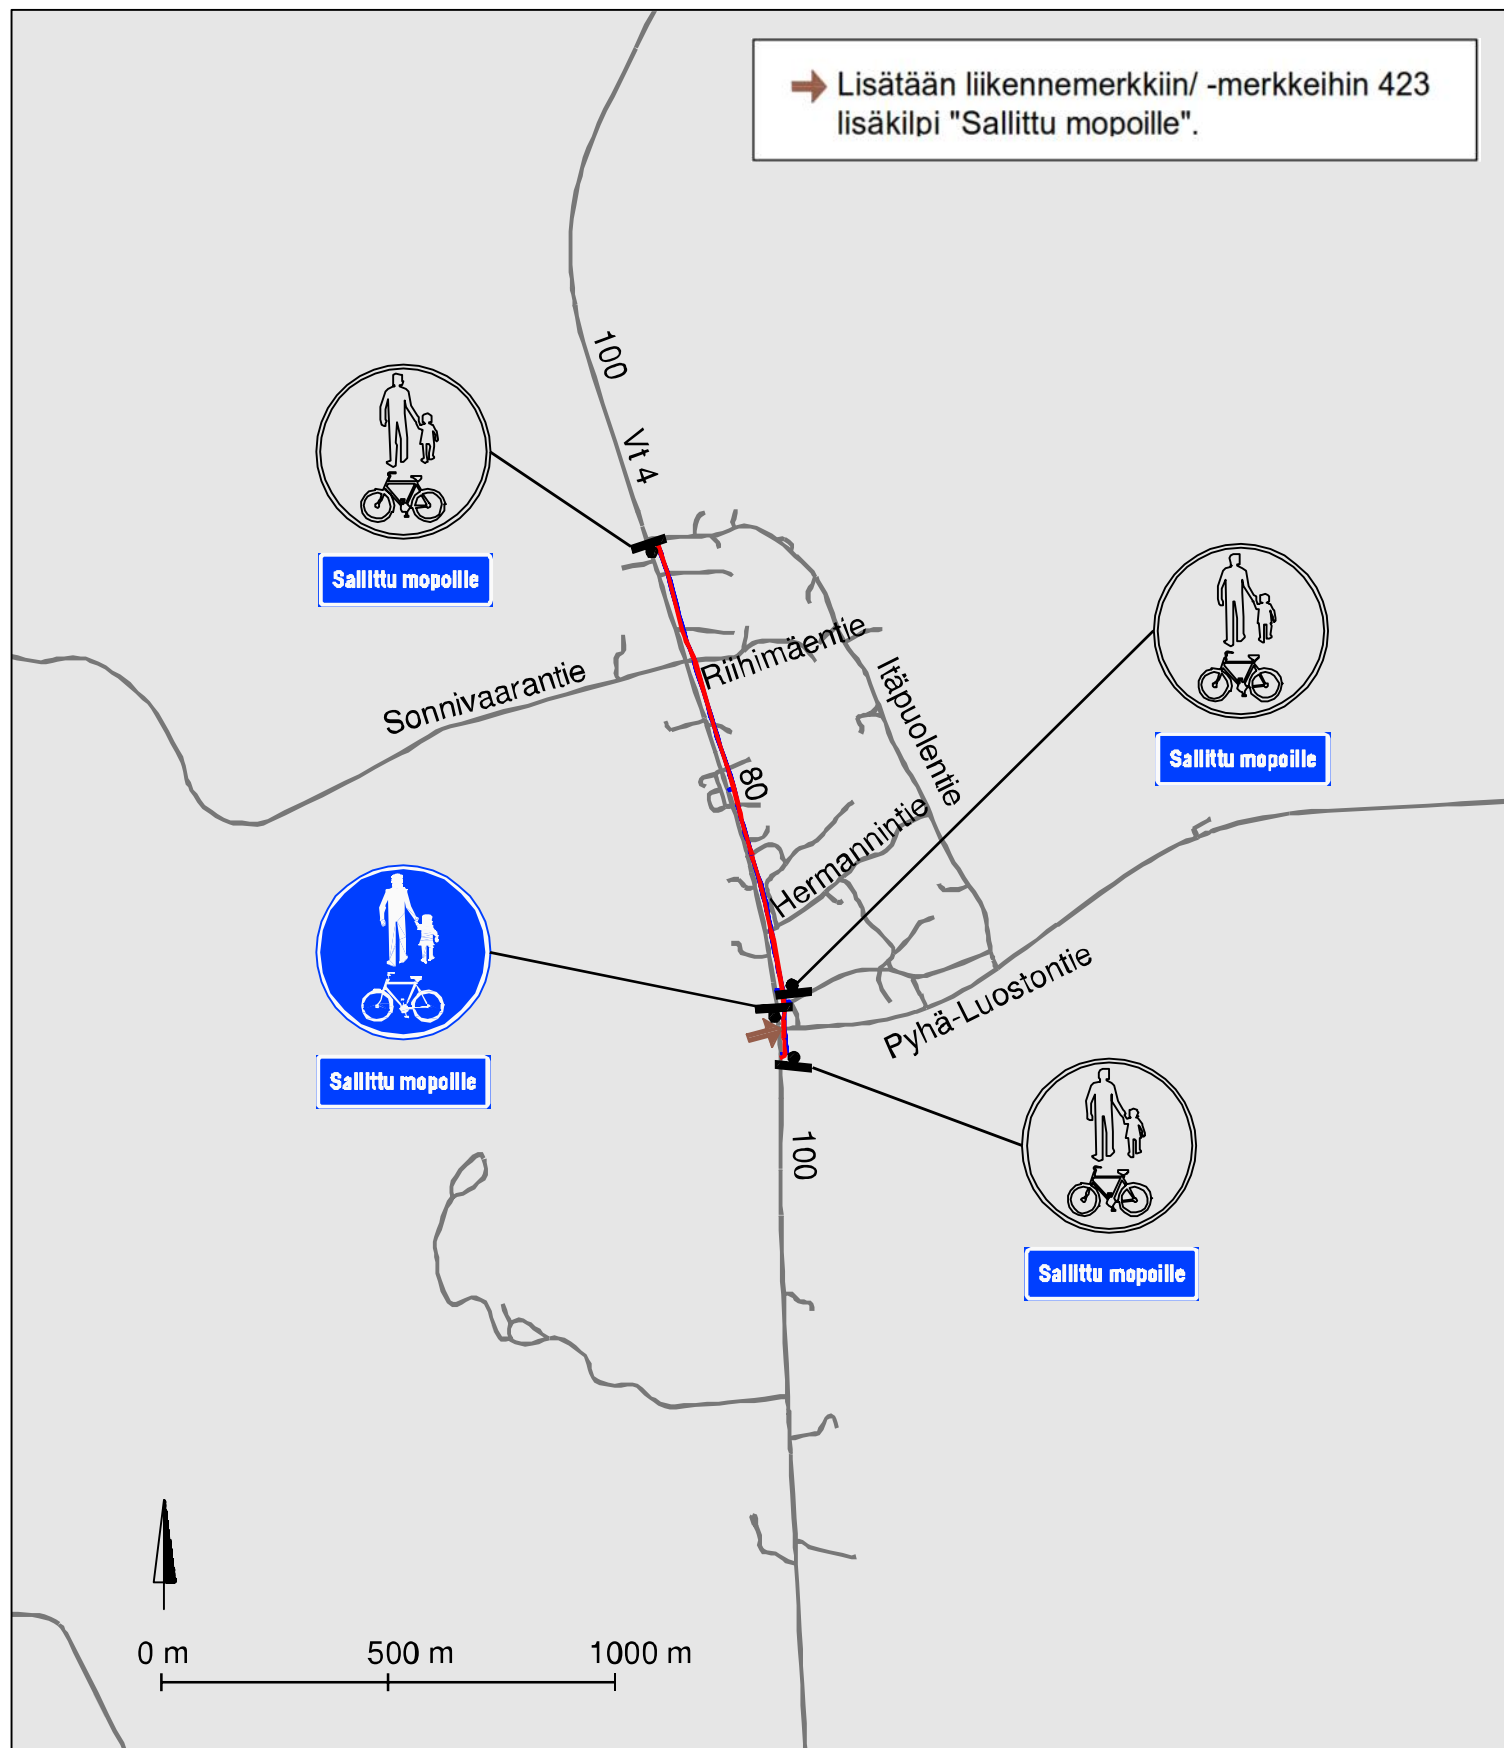 Lisätään liikennemerkkiin/ -merkkeihin 423
lisäkilpi "Sallittu mopoille".
100
Vt 4
Sallittu mopoille
Riihimäentie
Sonnivaarantie
Itäpuolentie
Sallittu mopoille
80
Hermannintie
Pyhä-Luostontie
Sallittu mopoille
100
Sallittu mopoille
0 m
500 m
1000 m